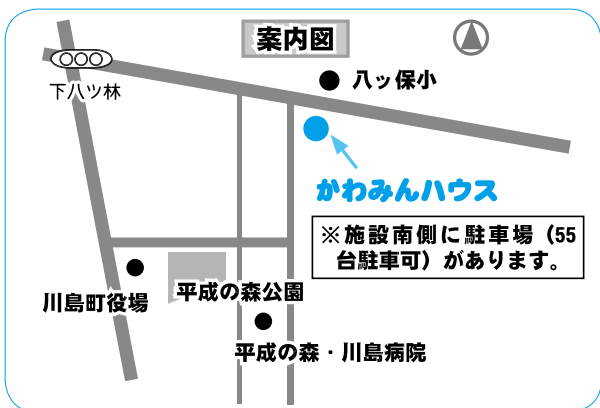 案内図
八ッ保小
下八ツ林
かわみんハウス
※施設南側に駐車場（55
台駐車可）があります。
平成の森公園
川島町役場
平成の森・川島病院